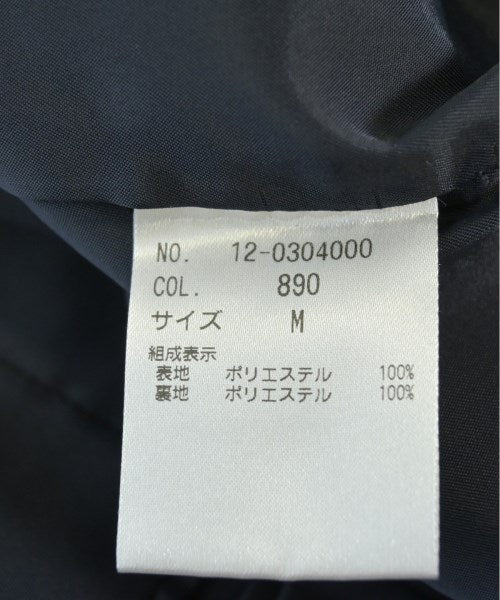 NO. 12-0304000
COL. 890
サイズ M
組成表示
表地 ポリエステル 100%
裏地 ポリエステル 100%